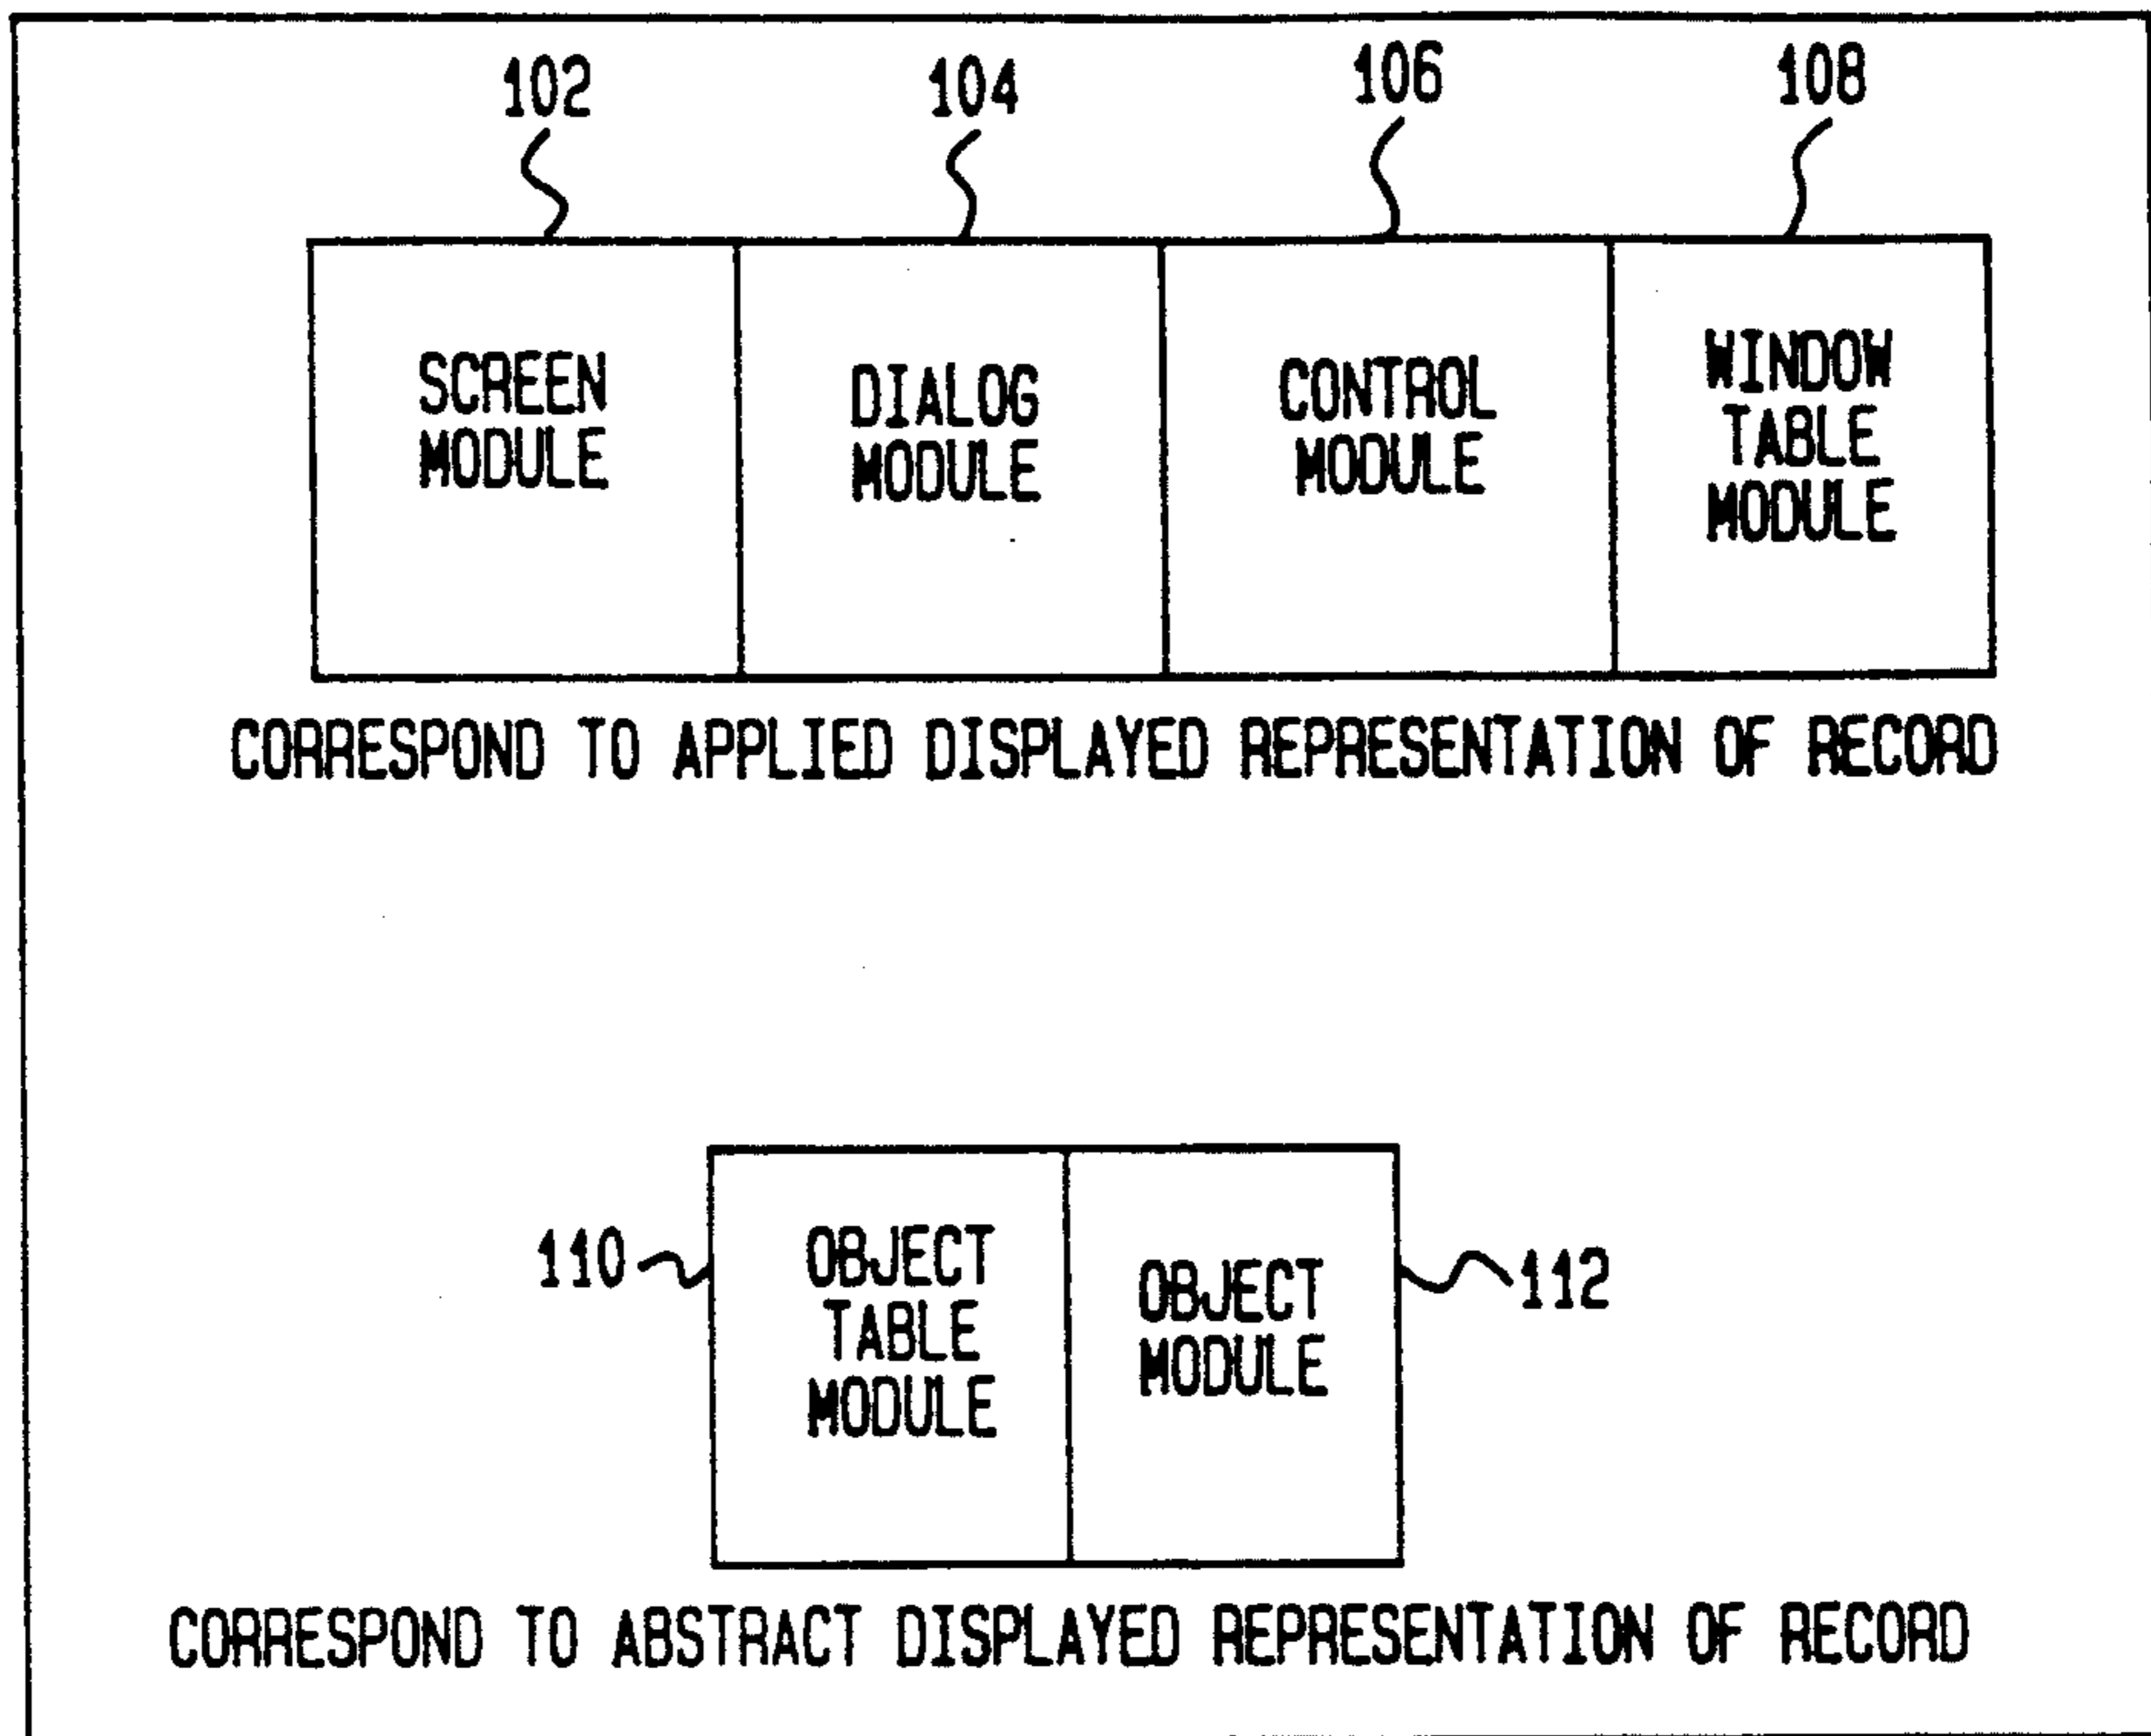 102
104
106
108
SCREEN
MODULE
DIALOG
MODULE
CONTROL
MODULE
WINDOW
TABLE
MODULE
CORRESPOND TO APPLIED DISPLAYED REPRESENTATION OF RECORD
110
OBJECT
TABLE
MODULE
OBJECT
MODULE
112
CORRESPOND TO ABSTRACT DISPLAYED REPRESENTATION OF RECORD